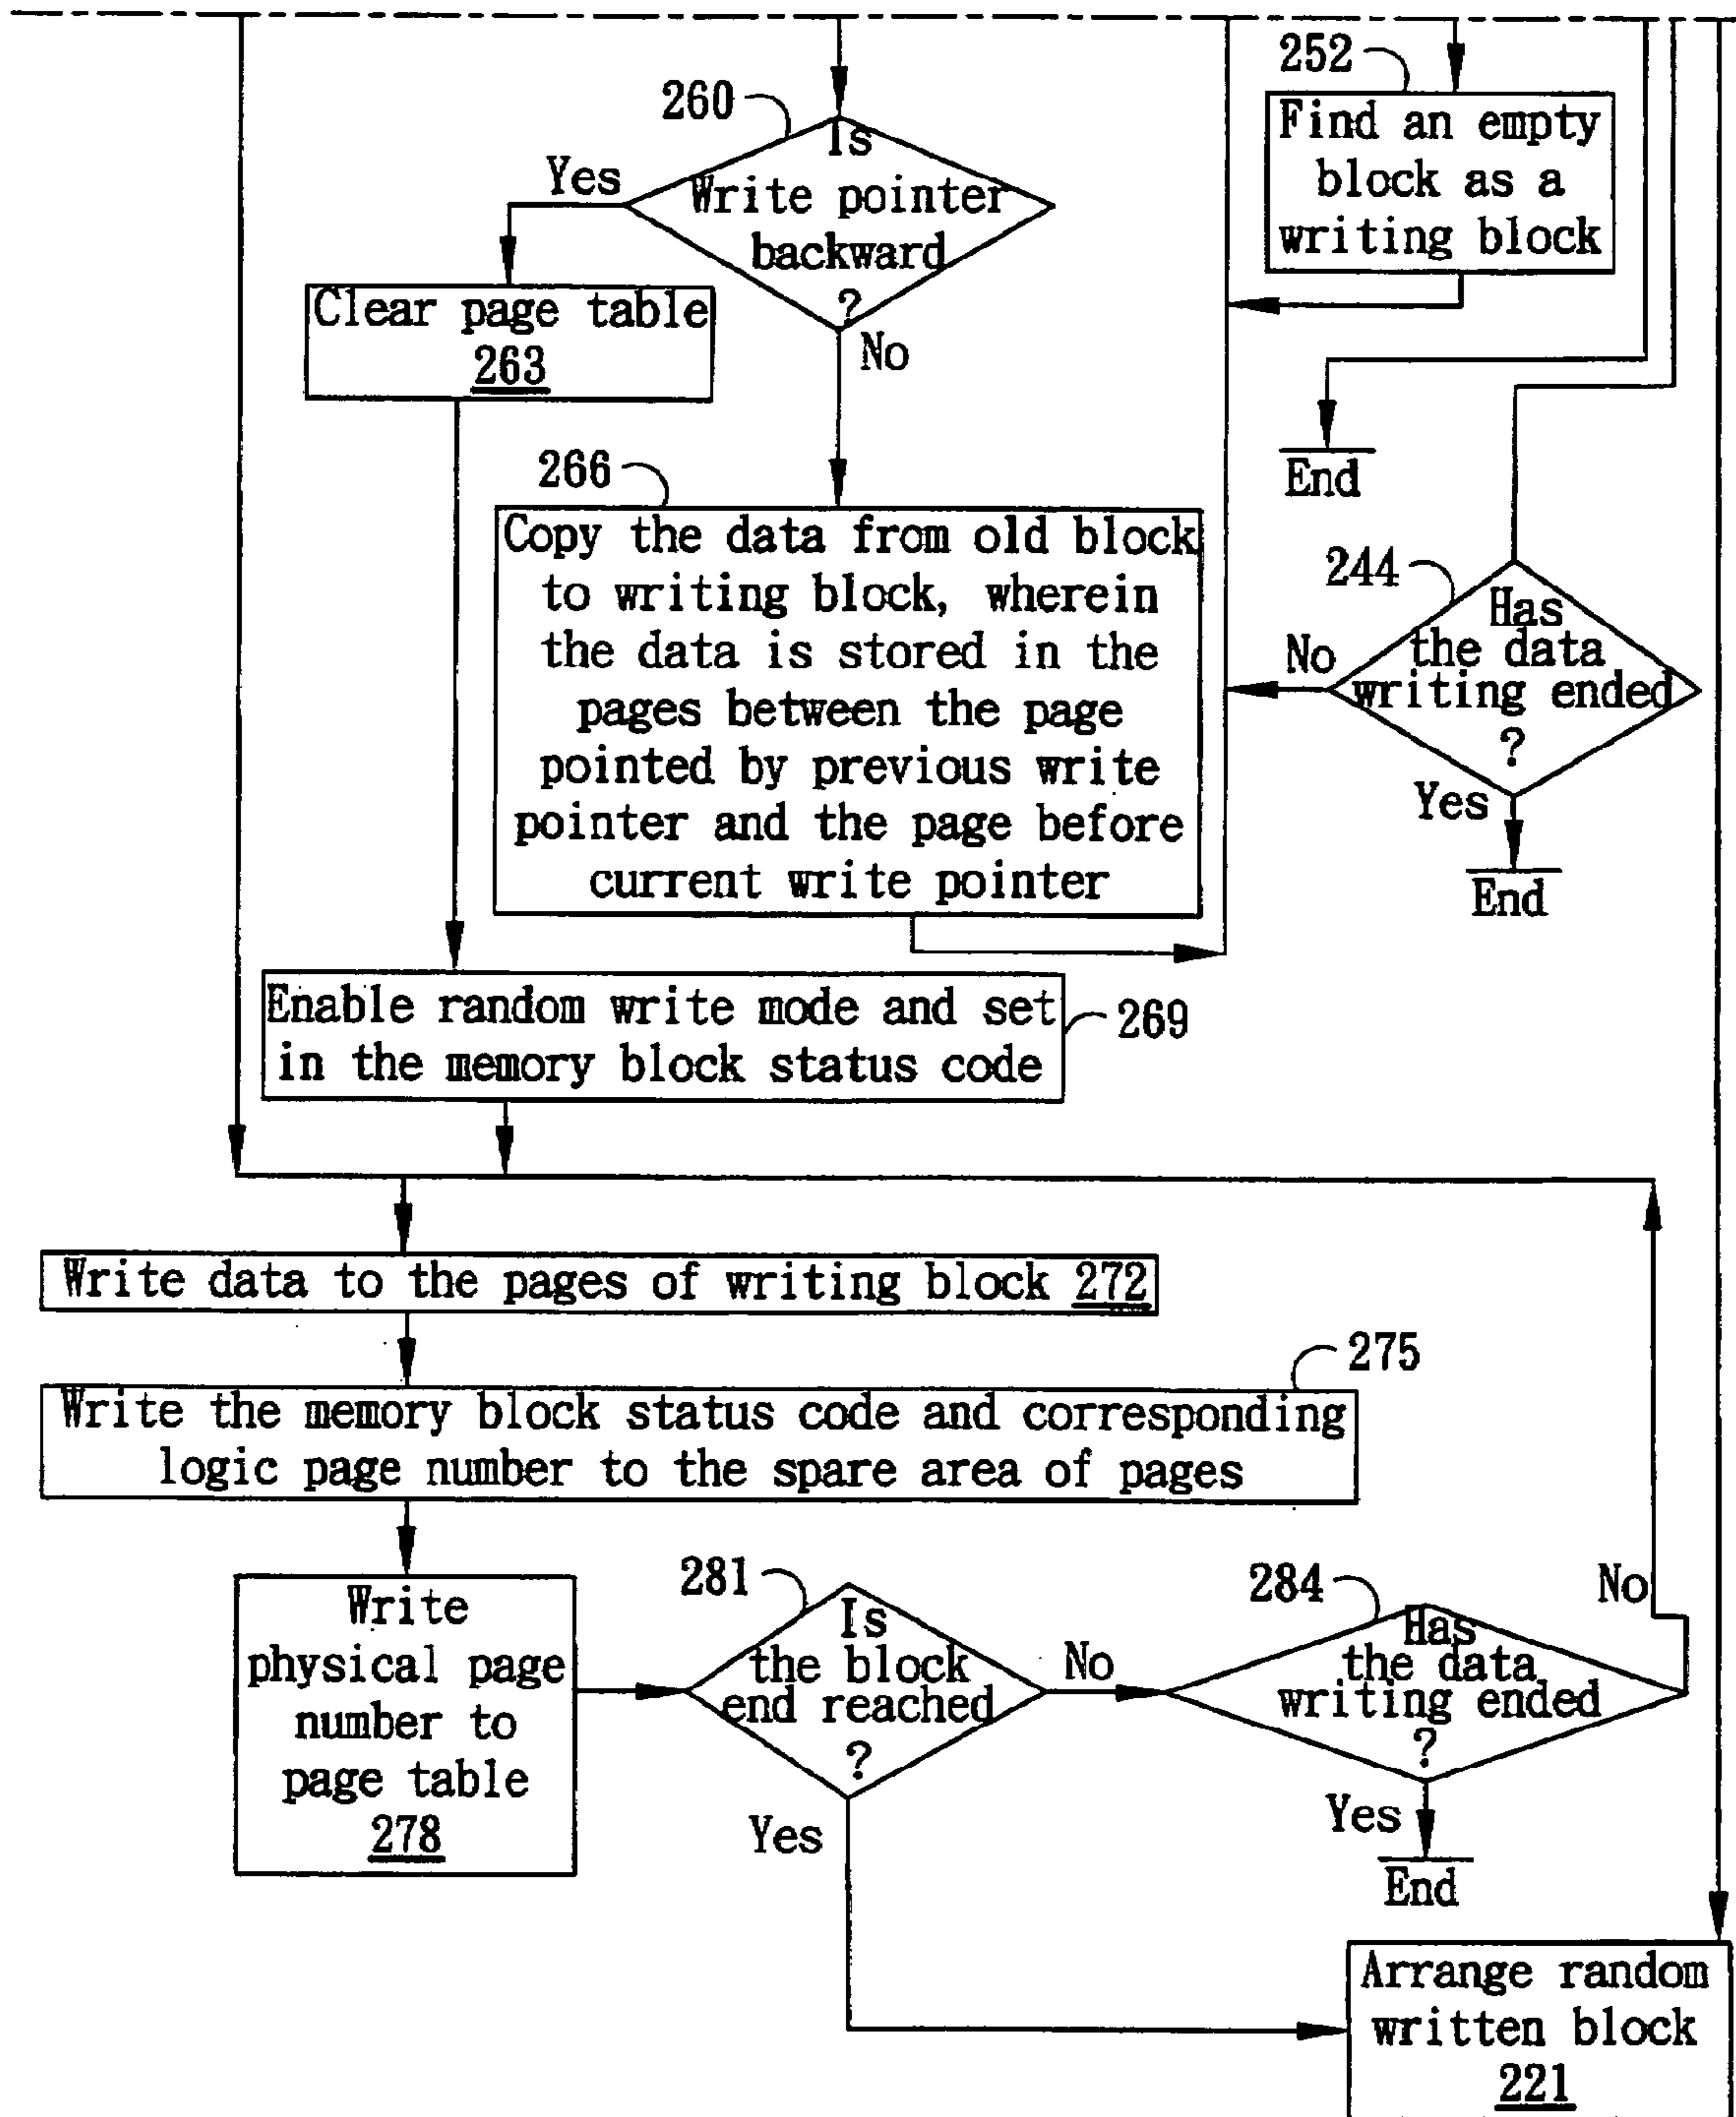 252
Find an empty
block as a
writing block
260
Is
Write pointer
backward
?
Yes
No
Clear page table
263
End
266
Copy the data from old block
to writing block, wherein
the data is stored in the
pages between the page
pointed by previous write
pointer and the page before
current write pointer
244
Has
the data
writing ended
?
No
Yes
End
Enable random write mode and set
in the memory block status code
269
Write data to the pages of writing block 272
275
Write the memory block status code and corresponding
logic page number to the spare area of pages
Write
physical page
number to
page table
278
281
Is
the block
end reached
?
No
Yes
284
Has
the data
writing ended
?
No
Yes
End
Arrange random
written block
221